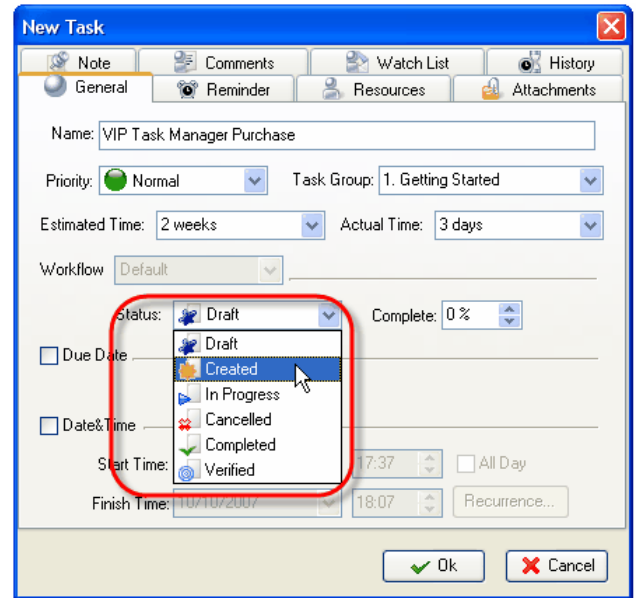 New Task
Note Comments Watch List History
General Reminder Resources Attachments
Name: VIP Task Manager Purchase
Priority: Normal Task Group: 1. Getting Started
Estimated Time: 2 weeks Actual Time: 3 days
Workflow Default
Status: Draft Complete: 0 %
Draft
Due Date
Created
In Progress
Date&Time
Cancelled
Completed
Start Time: 17:37 All Day
Verified
Finish Time: 10/10/2007 18:07 Recurrence...
Ok Cancel